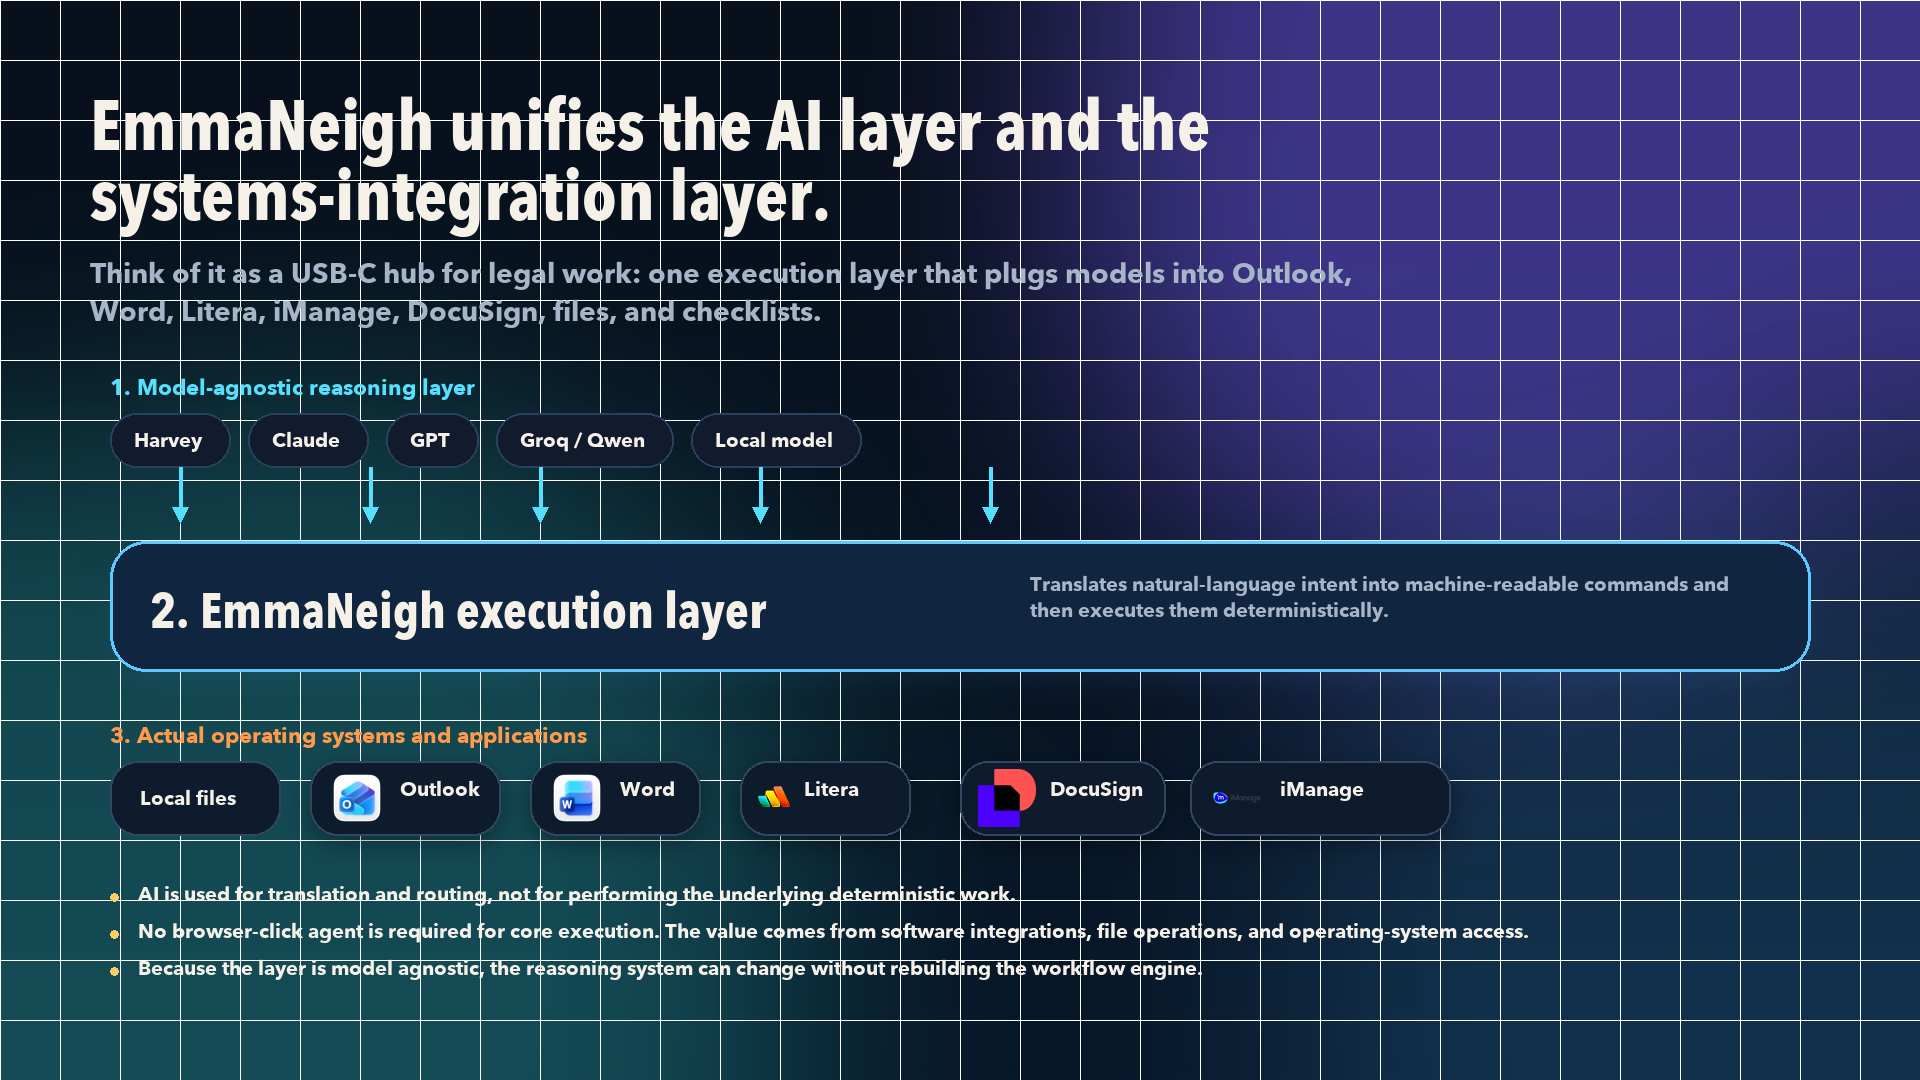 EmmaNeigh unifies the AI layer and the
systems-integration layer.
Think of it as a USB-C hub for legal work: one execution layer that plugs models into Outlook,
Word, Litera, iManage, DocuSign, files, and checklists.
1. Model-agnostic reasoning layer
Harvey
Claude
GPT
Groq / Qwen
Local model
2. EmmaNeigh execution layer
Translates natural-language intent into machine-readable commands and
then executes them deterministically.
3. Actual operating systems and applications
Local files
Outlook
Word
Litera
DocuSign
iManage
iManage
AI is used for translation and routing, not for performing the underlying deterministic work.
No browser-click agent is required for core execution. The value comes from software integrations, file operations, and operating-system access.
Because the layer is model agnostic, the reasoning system can change without rebuilding the workflow engine.